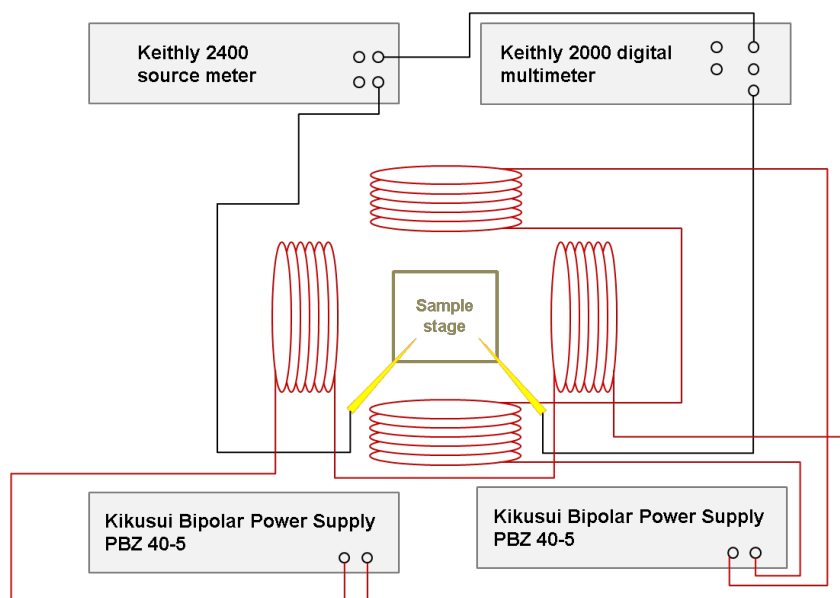 Keithly 2400
source meter
Keithly 2000 digital
multimeter
Sample
stage
Kikusui Bipolar Power Supply
PBZ 40-5
Kikusui Bipolar Power Supply
PBZ 40-5